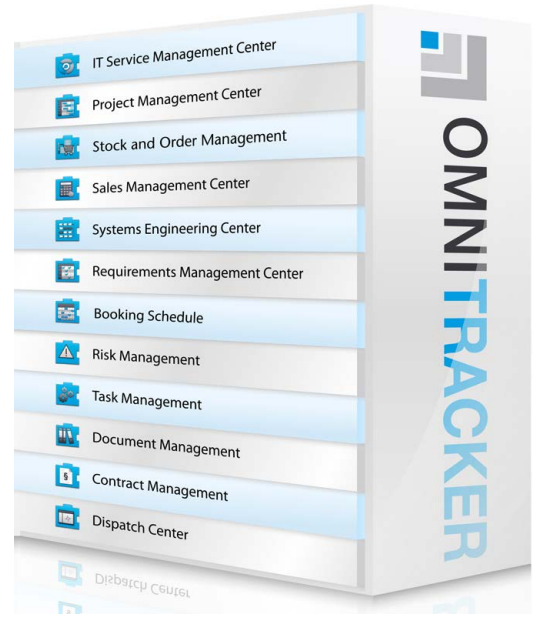 IT Service Management Center
Project Management Center
Stock and Order Management
Sales Management Center
Systems Engineering Center
Requirements Management Center
Booking Schedule
Risk Management
Task Management
Document Management
§
Contract Management
Dispatch Center
OMNITRACKER
Dispatch Center